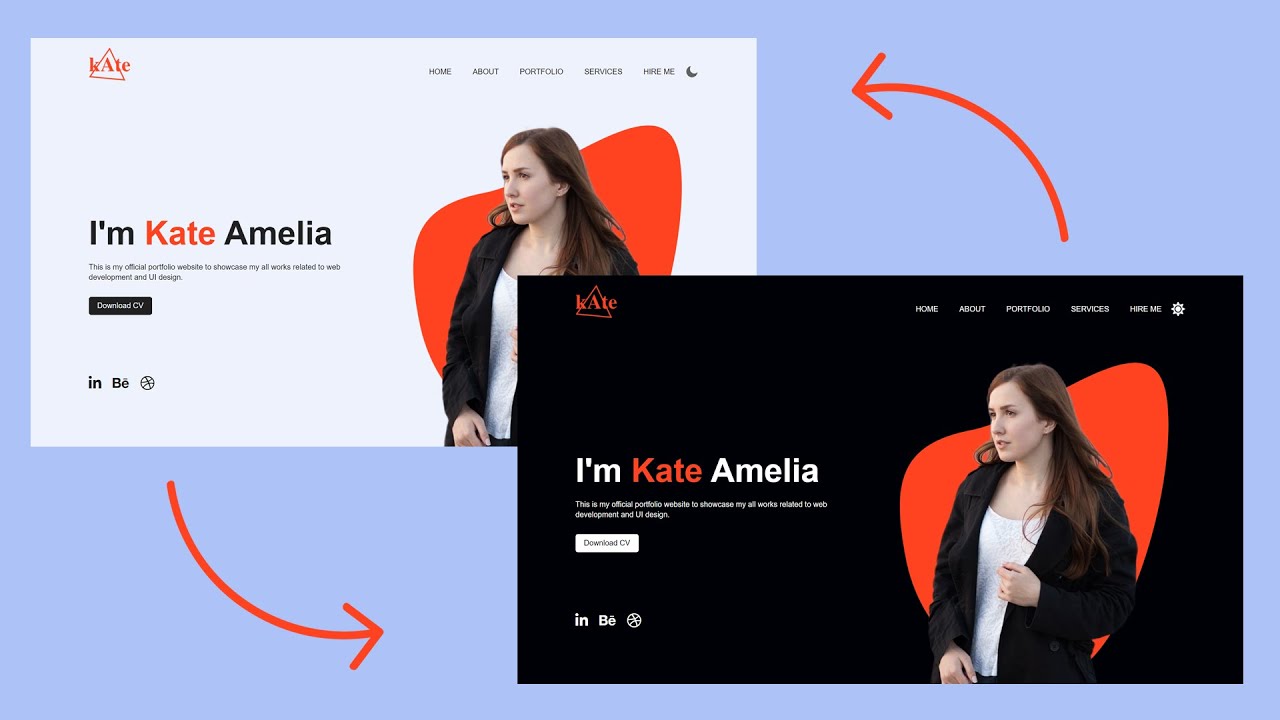 kAte
HOME ABOUT PORTFOLIO SERVICES HIRE ME
I'm Kate Amelia
This is my official portfolio website to showcase my all works related to web
development and UI design.
Download CV
in Bē
kAte
HOME ABOUT PORTFOLIO SERVICES HIRE ME
I'm Kate Amelia
This is my official portfolio website to showcase my all works related to web
development and UI design.
Download CV
in Bē